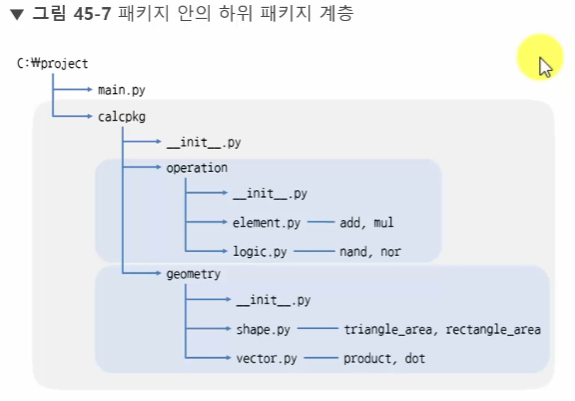 ▼ 그림 45-7 패키지 안의 하위 패키지 계층
C:₩project
main.py
calcpkg
__init__.py
operation
__init__.py
element.py add, mul
logic.py nand, nor
geometry
__init__.py
shape.py triangle_area, rectangle_area
vector.py product, dot